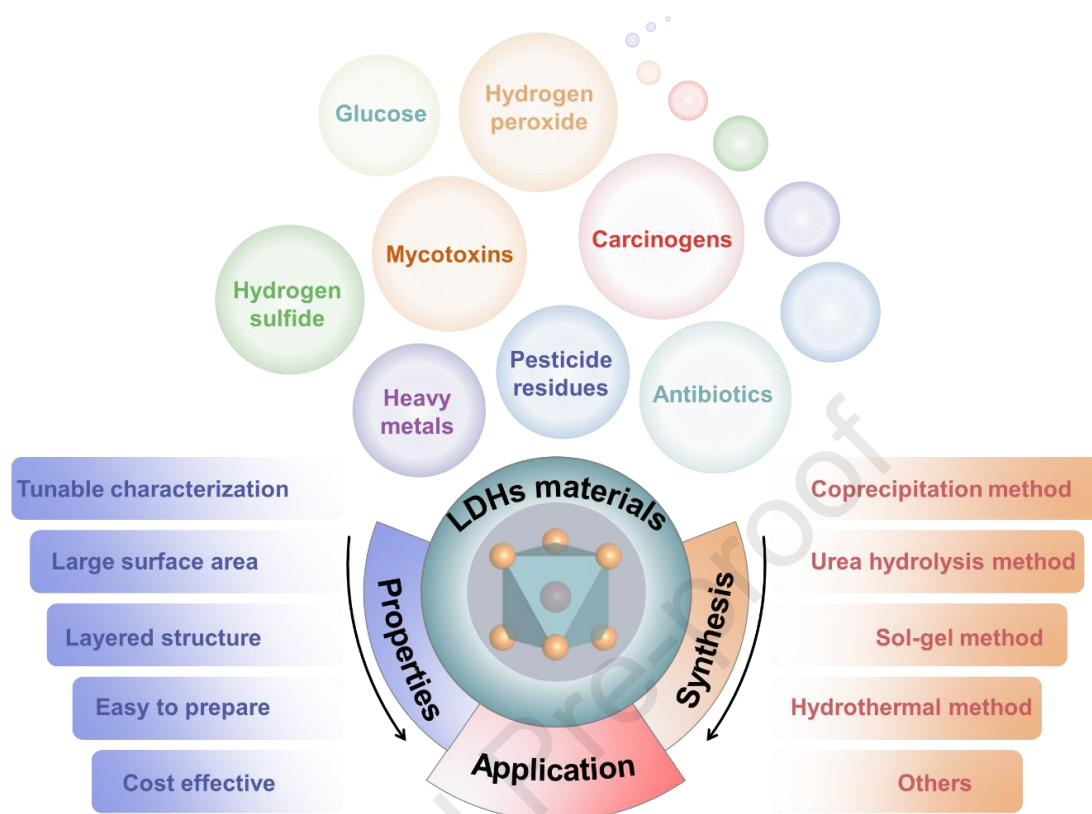 Glucose
Hydrogen
peroxide
Mycotoxins
Carcinogens
Hydrogen
sulfide
Heavy
metals
Pesticide
residues
Antibiotics
LDHs materials
Properties
Synthesis
Application
Tunable characterization
Large surface area
Layered structure
Easy to prepare
Cost effective
Coprecipitation method
Urea hydrolysis method
Sol-gel method
Hydrothermal method
Others
Pre-proof